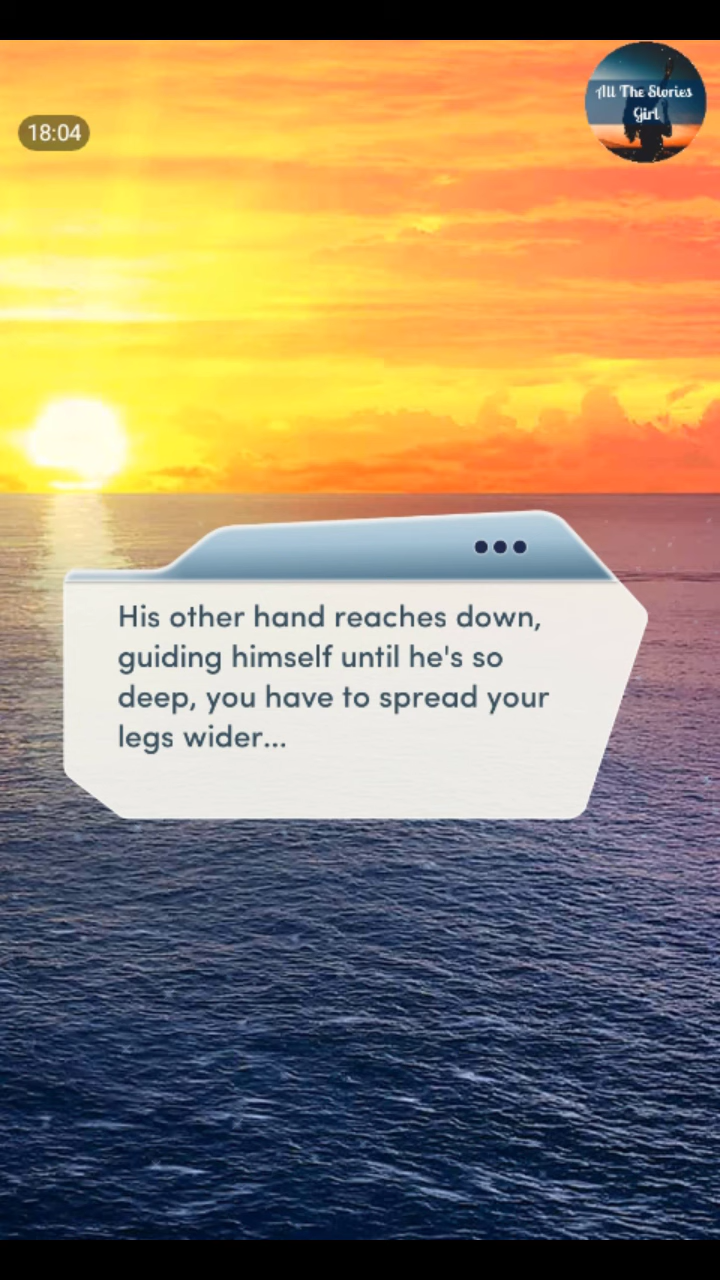 All The Stories
Girl
18:04
His other hand reaches down,
guiding himself until he's so
deep, you have to spread your
legs wider...